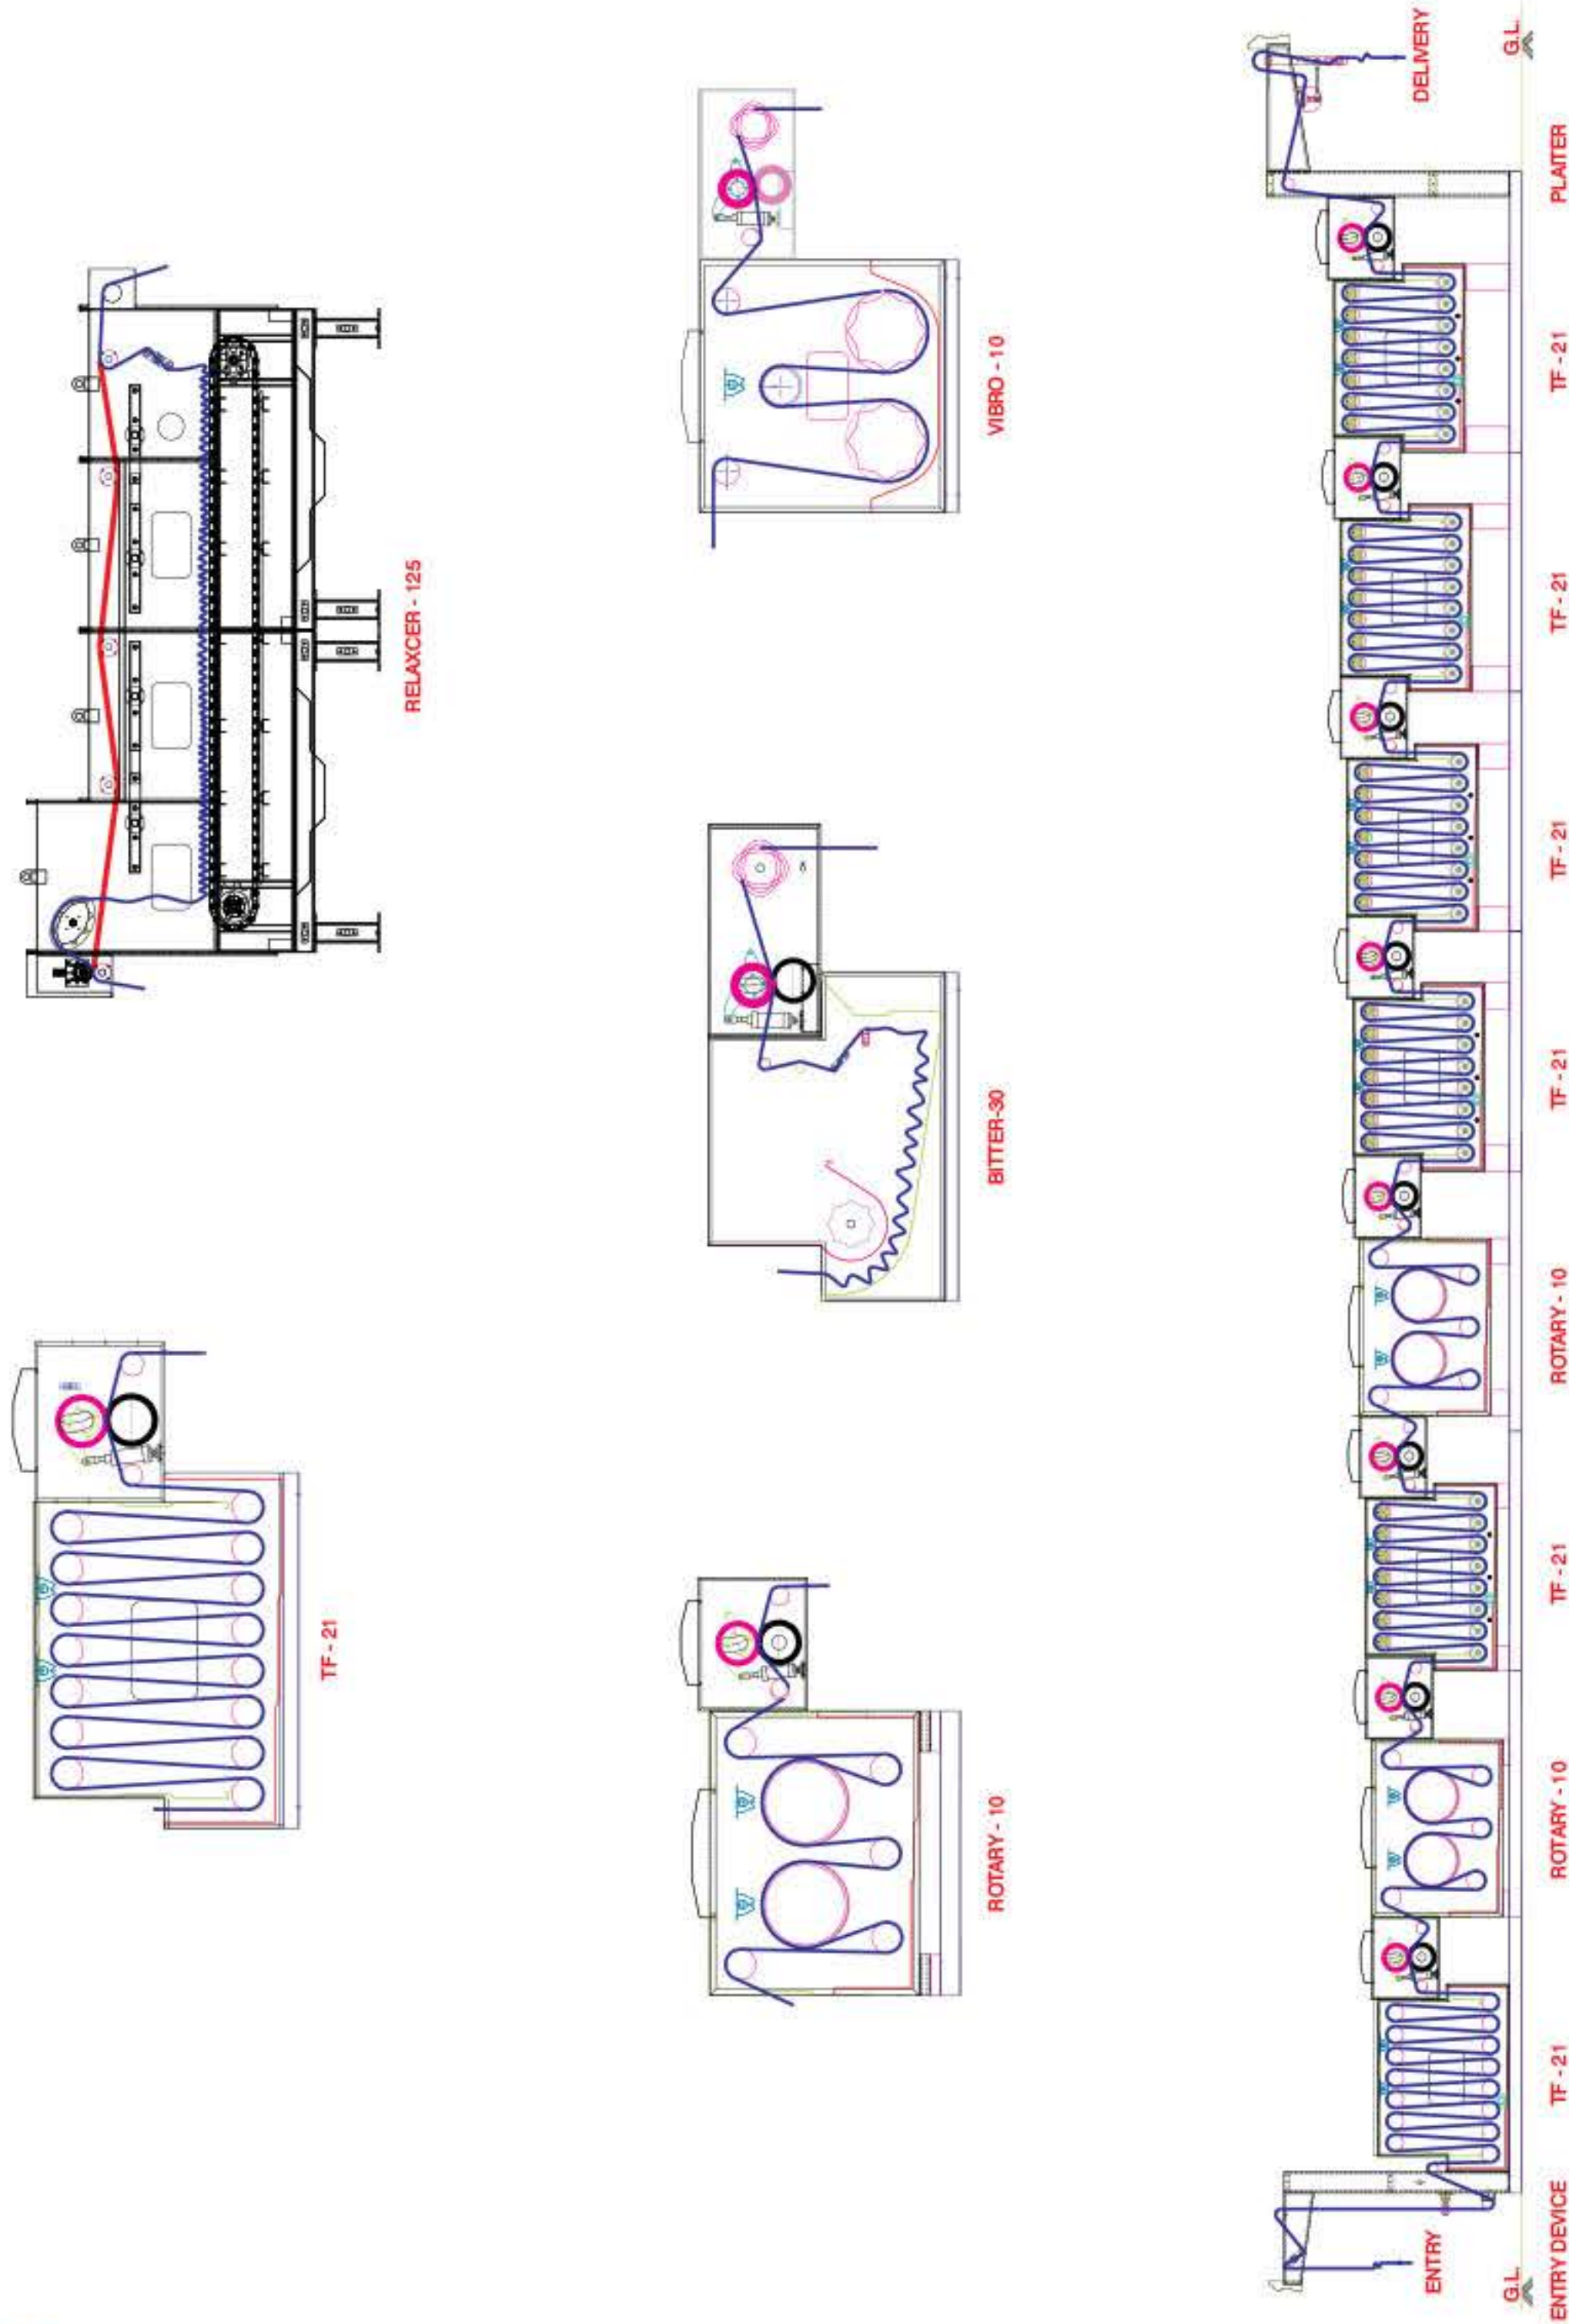 TF - 21
RELAXCER - 125
ROTARY - 10
BITTER-30
VIBRO - 10
ENTRY
DELIVERY
G.L.
G.L.
ENTRY DEVICE
TF - 21
ROTARY - 10
TF - 21
ROTARY - 10
TF - 21
TF - 21
TF - 21
TF - 21
PLAITER